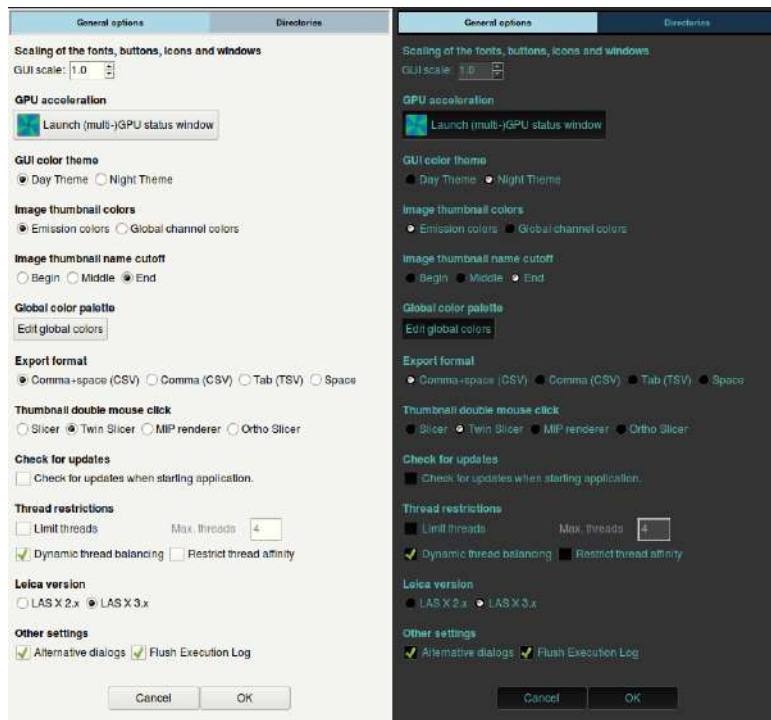 General options Directories
Scaling of the fonts, buttons, icons and windows
GUI scale: 1.0
GPU acceleration
Launch (multi-)GPU status window
GUI color theme
Day Theme Night Theme
Image thumbnail colors
Emission colors Global channel colors
Image thumbnail name cutoff
Begin Middle End
Global color palette
Edit global colors
Export format
Comma+space (CSV) Comma (CSV) Tab (TSV) Space
Thumbnail double mouse click
Slicer Twin Slicer MIP renderer Ortho Slicer
Check for updates
Check for updates when starting application.
Thread restrictions
Limit threads Max. threads 4
Dynamic thread balancing Restrict thread affinity
Leica version
LAS X 2.x LAS X 3.x
Other settings
Alternative dialogs Flush Execution Log
Cancel OK
General options Directories
Scaling of the fonts, buttons, icons and windows
GUI scale: 1.0
GPU acceleration
Launch (multi-)GPU status window
GUI color theme
Day Theme Night Theme
Image thumbnail colors
Emission colors Global channel colors
Image thumbnail name cutoff
Begin Middle End
Global color palette
Edit global colors
Export format
Comma+space (CSV) Comma (CSV) Tab (TSV) Space
Thumbnail double mouse click
Slicer Twin Slicer MIP renderer Ortho Slicer
Check for updates
Check for updates when starting application.
Thread restrictions
Limit threads Max. threads 4
Dynamic thread balancing Restrict thread affinity
Leica version
LAS X 2.x LAS X 3.x
Other settings
Alternative dialogs Flush Execution Log
Cancel OK